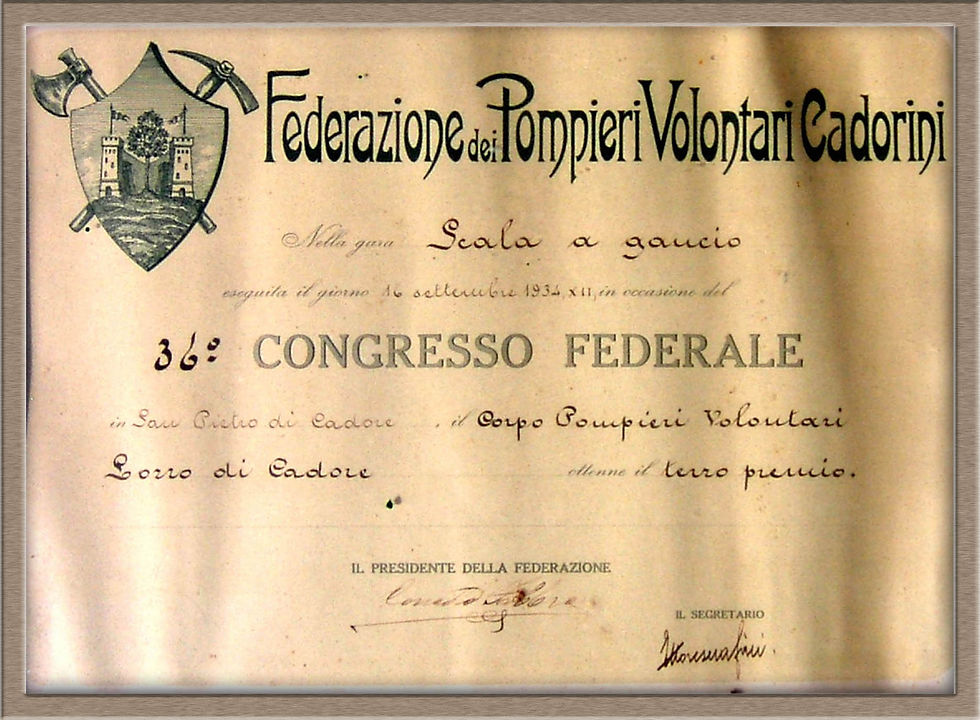 Federazione dei Pompieri Volontari Cadorini
Nella gara Scala a gancio
eseguita il giorno 16 settembre 1934, XII, in occasione del
36º CONGRESSO FEDERALE
in San Pietro di Cadore, il Corpo Pompieri Volontari
Lozzo di Cadore ottenne il terzo premio.
IL PRESIDENTE DELLA FEDERAZIONE
IL SEGRETARIO